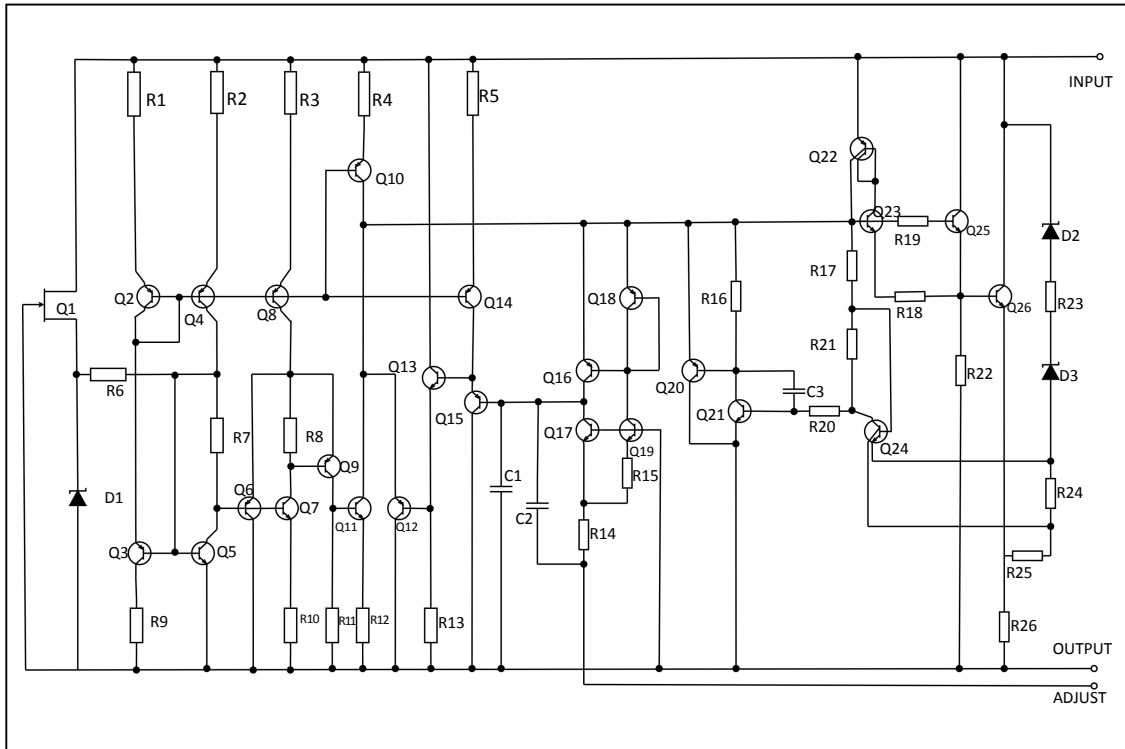 INPUT
R1
R2
R3
R4
R5
Q22
Q10
Q23
R19
Q25
D2
R17
Q1
Q2
Q4
Q8
Q14
Q18
R16
R18
Q26
R23
R21
R6
Q13
Q16
Q20
C3
R22
D3
Q15
Q21
R20
R7
R8
Q17
Q19
Q24
Q9
C1
R15
D1
Q6
Q7
Q11
Q12
C2
R24
R14
Q3
Q5
R25
R9
R10
R11
R12
R13
R26
OUTPUT
ADJUST